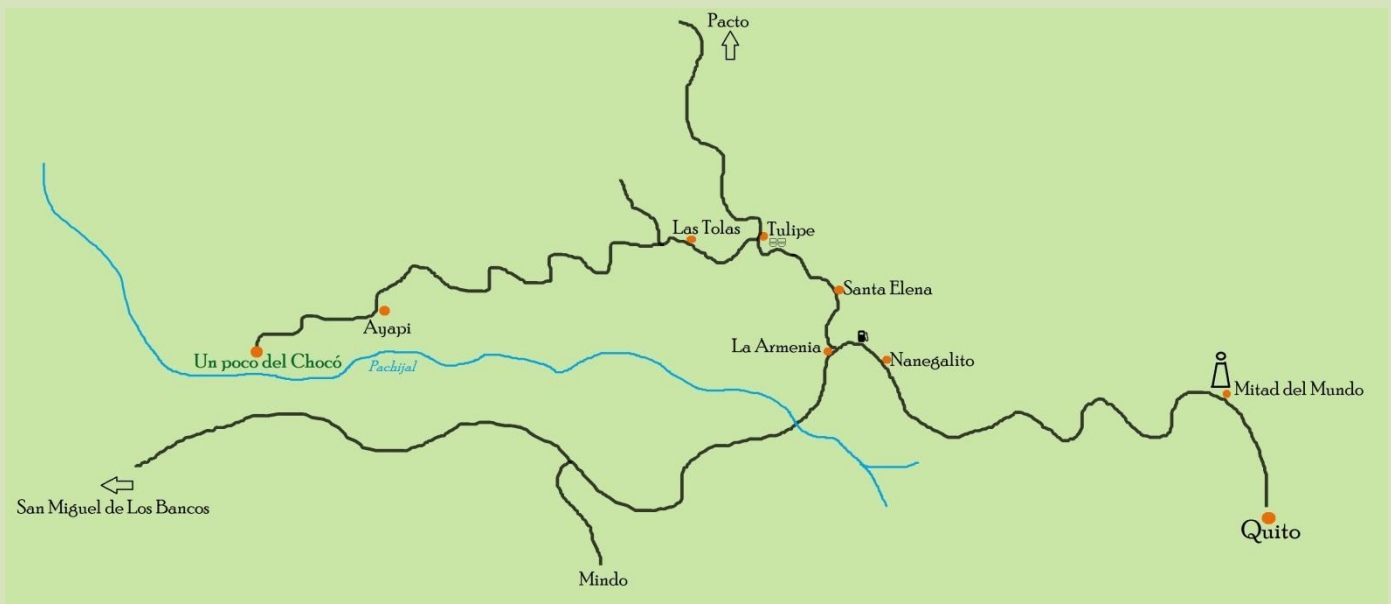 Pacto
Las Tolas
Tulipe
Santa Elena
Ayapi
La Armenia
Nanegalito
Un poco del Chocó
Pachijal
Mitad del Mundo
San Miguel de Los Bancos
Quito
Mindo